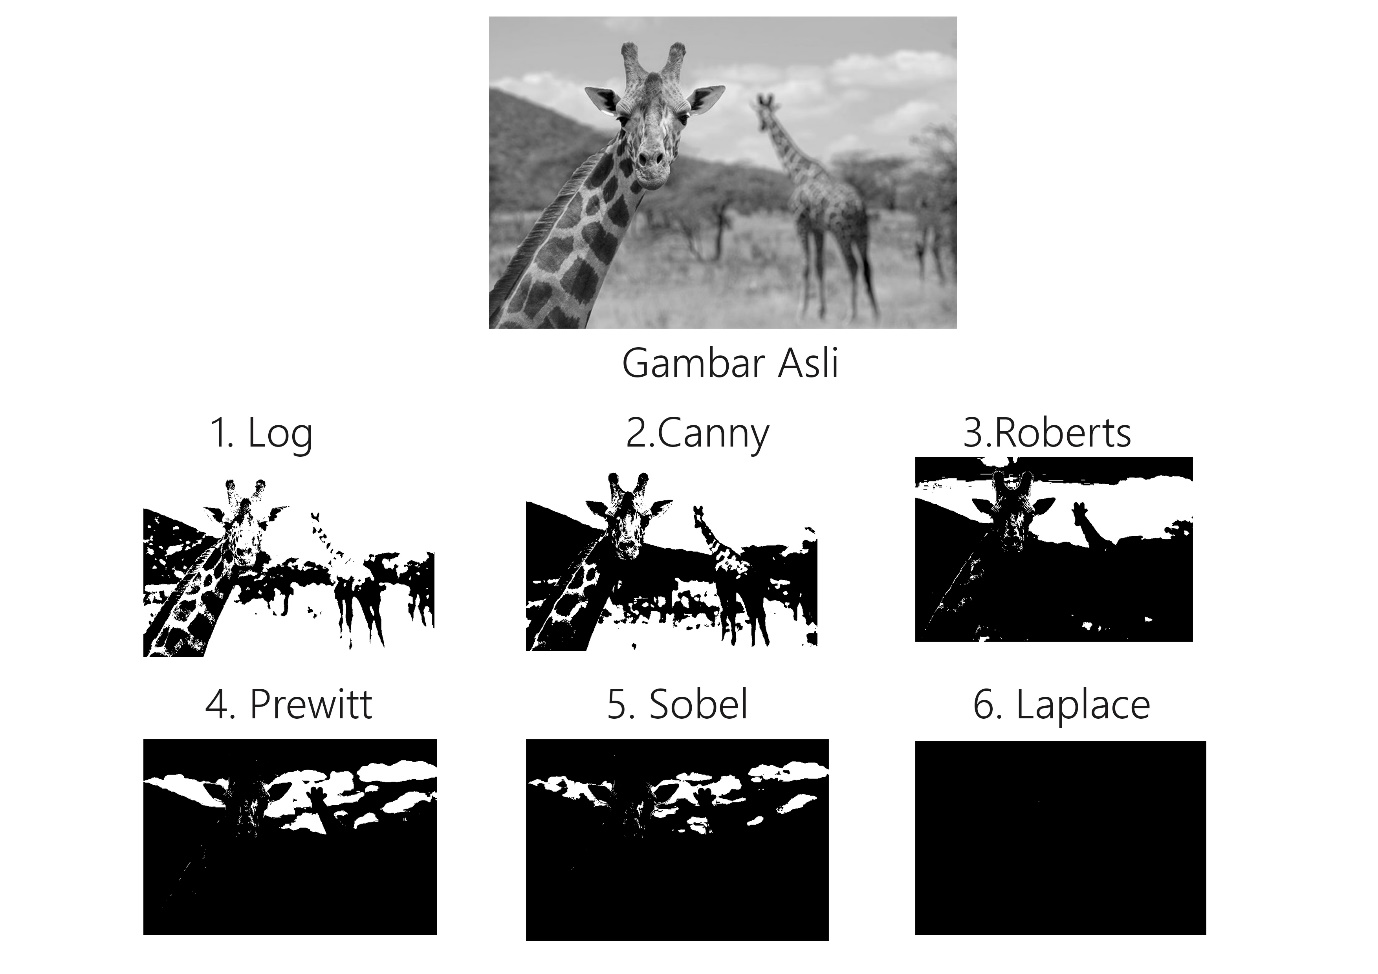 Gambar Asli
1. Log
2.Canny
3.Roberts
4. Prewitt
5. Sobel
6. Laplace